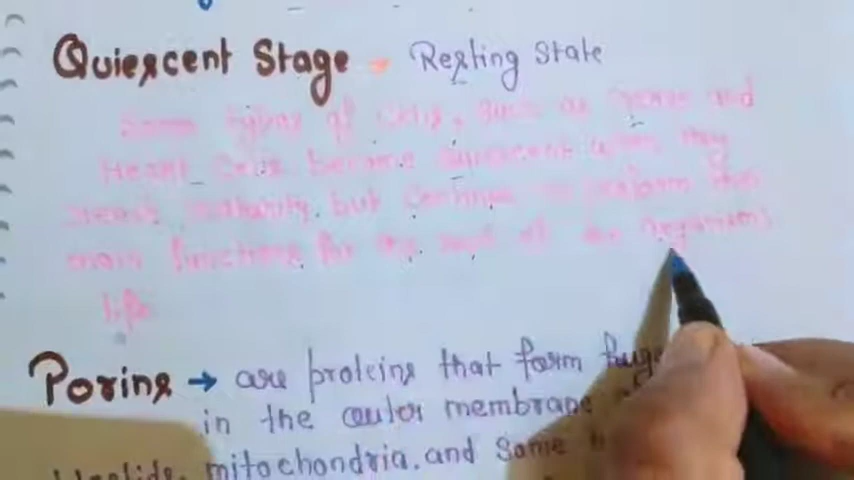 Quiescent Stage - Resting State
Some types of cells, such as nerve and
Heart cells become quiescent when they
reach maturity, but continue to perform their
main functions for the rest of the organism's
life
Porins → are proteins that form huge
in the outer membrane of
mitochondria, and Some